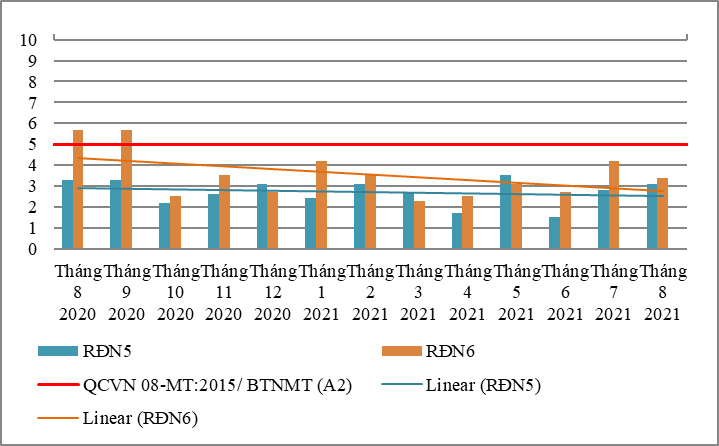 10
9
8
7
6
5
4
3
2
1
0
Tháng Tháng Tháng Tháng Tháng Tháng Tháng Tháng Tháng Tháng Tháng Tháng Tháng
8 9 10 11 12 1 2 3 4 5 6 7 8
2020 2020 2020 2020 2020 2021 2021 2021 2021 2021 2021 2021 2021
RĐN5 RĐN6
QCVN 08-MT:2015/ BTNMT (A2) Linear (RĐN5)
Linear (RĐN6)